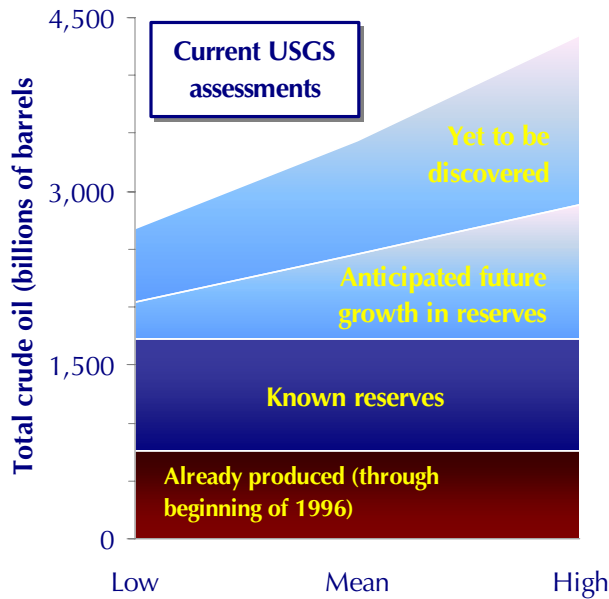 4,500
Current USGS
assessments
Total crude oil (billions of barrels
Yet to be
discovered
3,000
Anticipated future
growth in reserves
1,500
Known reserves
Already produced (through
beginning of 1996)
0
Low Mean High